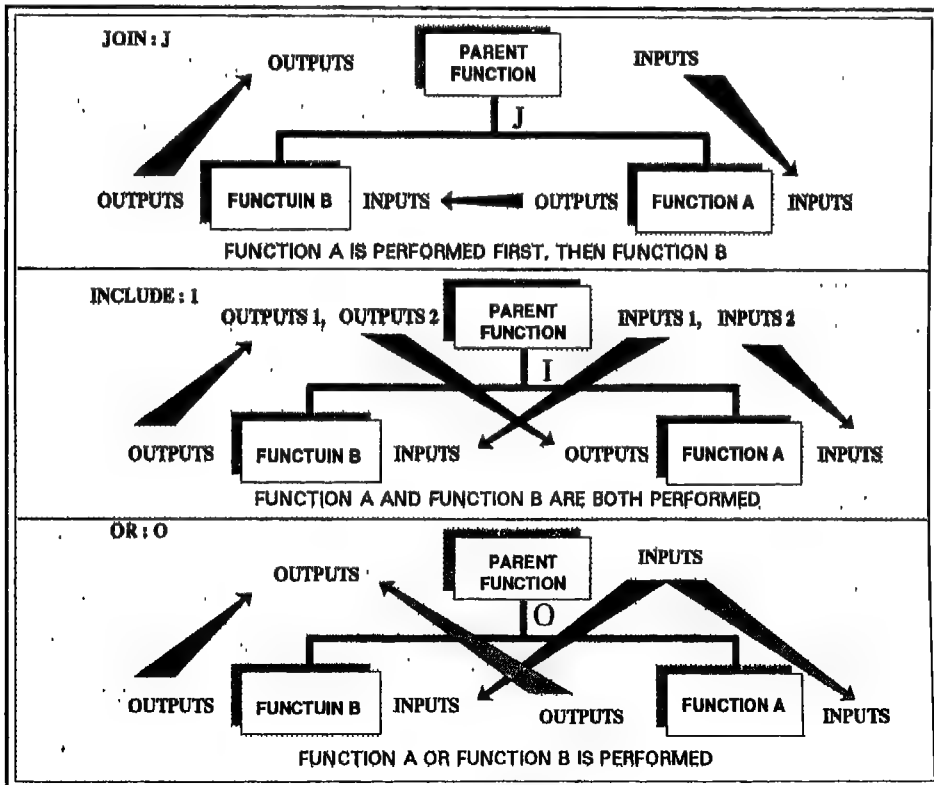 JOIN : J
OUTPUTS
PARENT
FUNCTION
INPUTS
J
OUTPUTS
FUNCTUIN B
INPUTS
OUTPUTS
FUNCTION A
INPUTS
FUNCTION A IS PERFORMED FIRST, THEN FUNCTION B
INCLUDE : 1
OUTPUTS 1, OUTPUTS 2
PARENT
FUNCTION
INPUTS 1, INPUTS 2
I
OUTPUTS
FUNCTUIN B
INPUTS
OUTPUTS
FUNCTION A
INPUTS
FUNCTION A AND FUNCTION B ARE BOTH PERFORMED
OR : O
OUTPUTS
PARENT
FUNCTION
INPUTS
O
OUTPUTS
FUNCTUIN B
INPUTS
OUTPUTS
FUNCTION A
INPUTS
FUNCTION A OR FUNCTION B IS PERFORMED